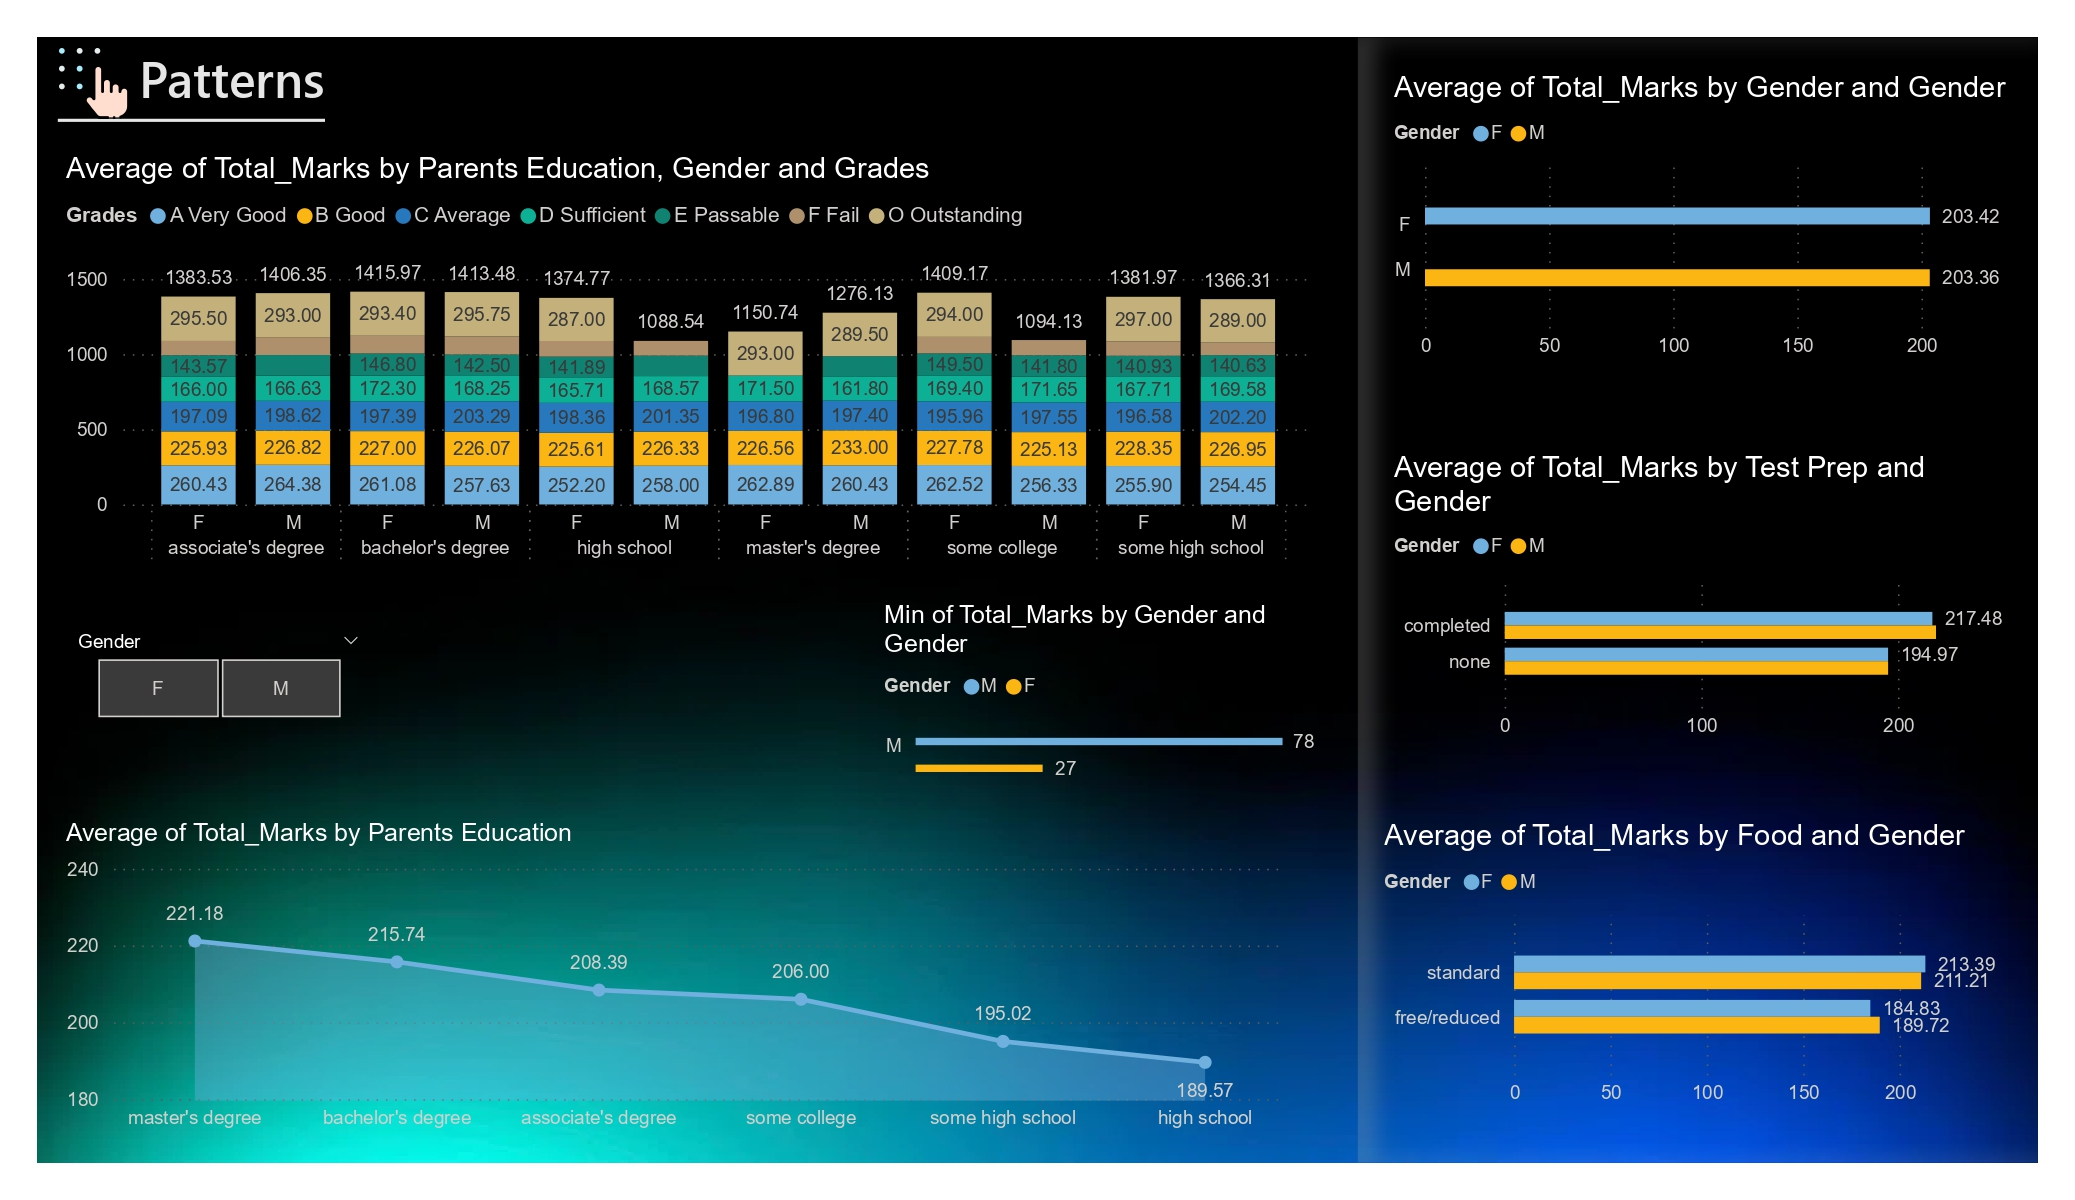 Patterns
Average of Total_Marks by Parents Education, Gender and Grades
Grades A Very Good B Good C Average D Sufficient E Passable F Fail O Outstanding
1500
1000
500
0
1383.53 1406.35 1415.97 1413.48 1374.77 1088.54 1150.74 1276.13 1409.17 1094.13 1381.97 1366.31
295.50 293.00 293.40 295.75 287.00 293.00 289.50 294.00 297.00 289.00
143.57 146.80 142.50 141.89 149.50 141.80 140.93 140.63
166.00 166.63 172.30 168.25 165.71 168.57 171.50 161.80 169.40 171.65 167.71 169.58
197.09 198.62 197.39 203.29 198.36 201.35 196.80 197.40 195.96 197.55 196.58 202.20
225.93 226.82 227.00 226.07 225.61 226.33 226.56 233.00 227.78 225.13 228.35 226.95
260.43 264.38 261.08 257.63 252.20 258.00 262.89 260.43 262.52 256.33 255.90 254.45
F M F M F M F M F M F M
associate's degree bachelor's degree high school master's degree some college some high school
Gender
F M
Min of Total_Marks by Gender and
Gender
Gender M F
M 78
27
Average of Total_Marks by Parents Education
240
220
200
180
221.18 215.74 208.39 206.00 195.02 189.57
master's degree bachelor's degree associate's degree some college some high school high school
Average of Total_Marks by Gender and Gender
Gender F M
F 203.42
M 203.36
0 50 100 150 200
Average of Total_Marks by Test Prep and
Gender
Gender F M
completed 217.48
none 194.97
0 100 200
Average of Total_Marks by Food and Gender
Gender F M
standard 213.39
211.21
free/reduced 184.83
189.72
0 50 100 150 200